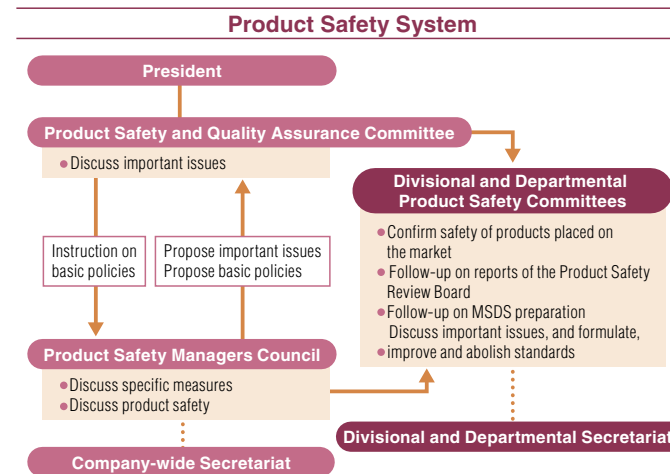 Product Safety System
President
Product Safety and Quality Assurance Committee
● Discuss important issues
Instruction on
basic policies
Propose important issues
Propose basic policies
Product Safety Managers Council
● Discuss specific measures
● Discuss product safety
Company-wide Secretariat
Divisional and Departmental
Product Safety Committees
● Confirm safety of products placed on
the market
● Follow-up on reports of the Product Safety
Review Board
● Follow-up on MSDS preparation
Discuss important issues, and formulate,
● improve and abolish standards
Divisional and Departmental Secretariat